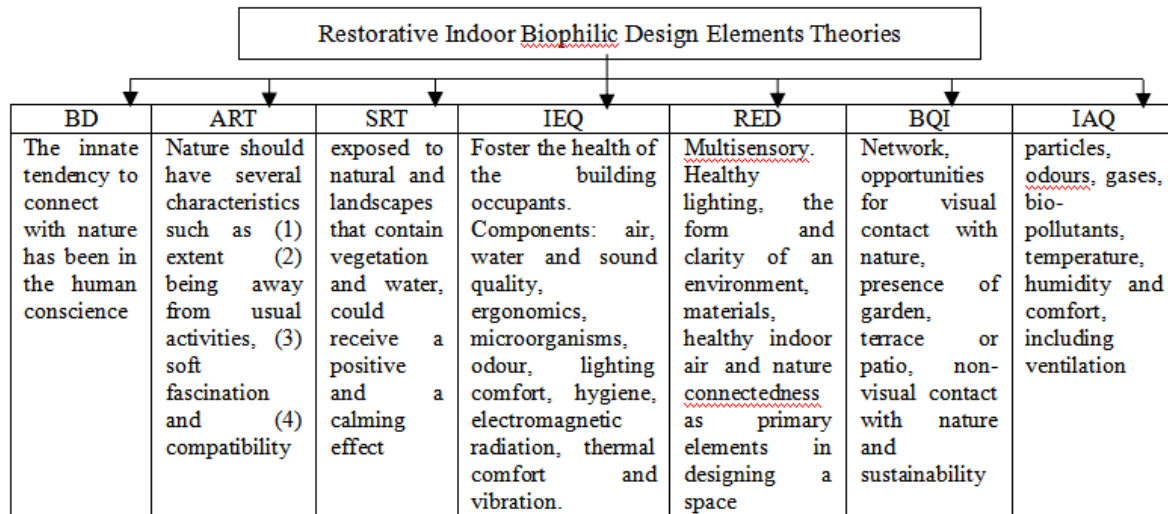 Restorative Indoor Biophilic Design Elements Theories
BD
The innate
tendency to
connect
with nature
has been in
the human
conscience
ART
Nature should
have several
characteristics
such as (1)
extent (2)
being away
from usual
activities, (3)
soft
fascination
and (4)
compatibility
SRT
exposed to
natural and
landscapes
that contain
vegetation
and water,
could
receive a
positive
and a
calming
effect
IEQ
Foster the health of
the building
occupants.
Components: air,
water and sound
quality,
ergonomics,
microorganisms,
odour, lighting
comfort, hygiene,
electromagnetic
radiation, thermal
comfort and
vibration.
RED
Multisensory.
Healthy
lighting, the
form and
clarity of an
environment,
materials,
healthy indoor
air and nature
connectedness
as primary
elements in
designing a
space
BQI
Network,
opportunities
for visual
contact with
nature,
presence of
garden,
terrace or
patio, non-
visual contact
with nature
and
sustainability
IAQ
particles,
odours, gases,
bio-
pollutants,
temperature,
humidity and
comfort,
including
ventilation